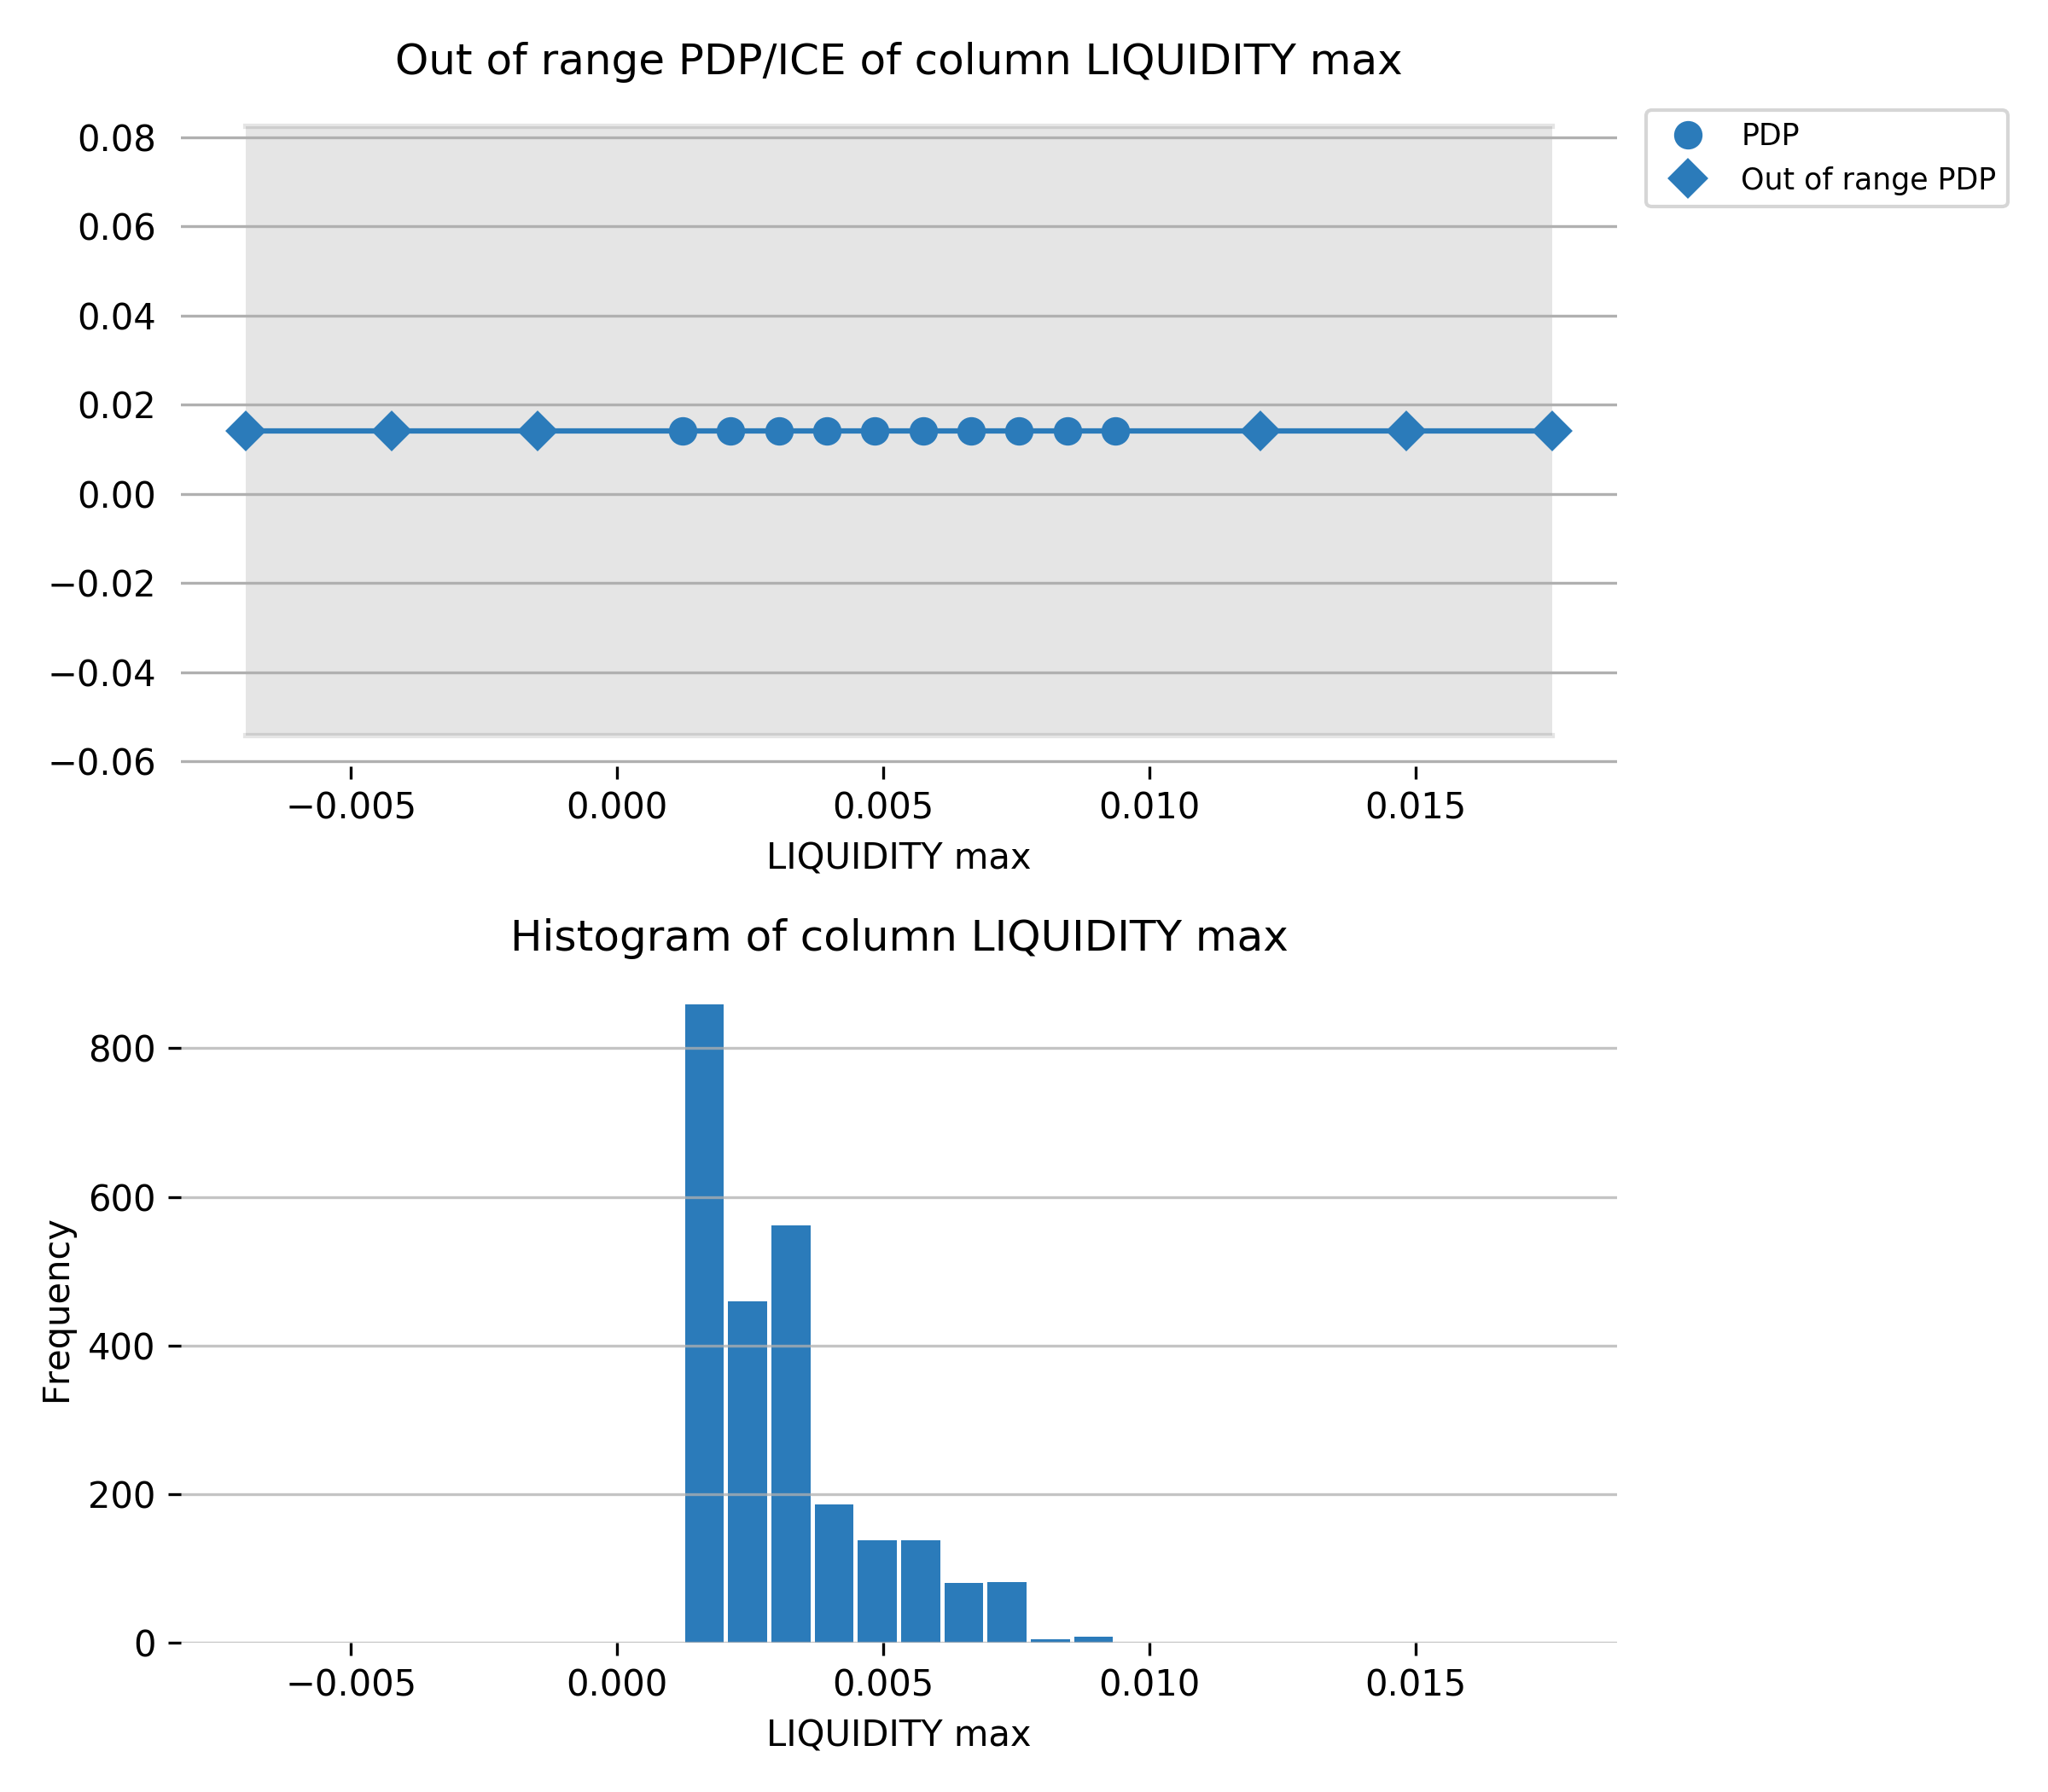 Out of range PDP/ICE of column LIQUIDITY max
PDP
Out of range PDP
0.08
0.06
0.04
0.02
0.00
−0.02
−0.04
−0.06
−0.005 0.000 0.005 0.010 0.015
LIQUIDITY max
Histogram of column LIQUIDITY max
Frequency
800
600
400
200
0
−0.005 0.000 0.005 0.010 0.015
LIQUIDITY max